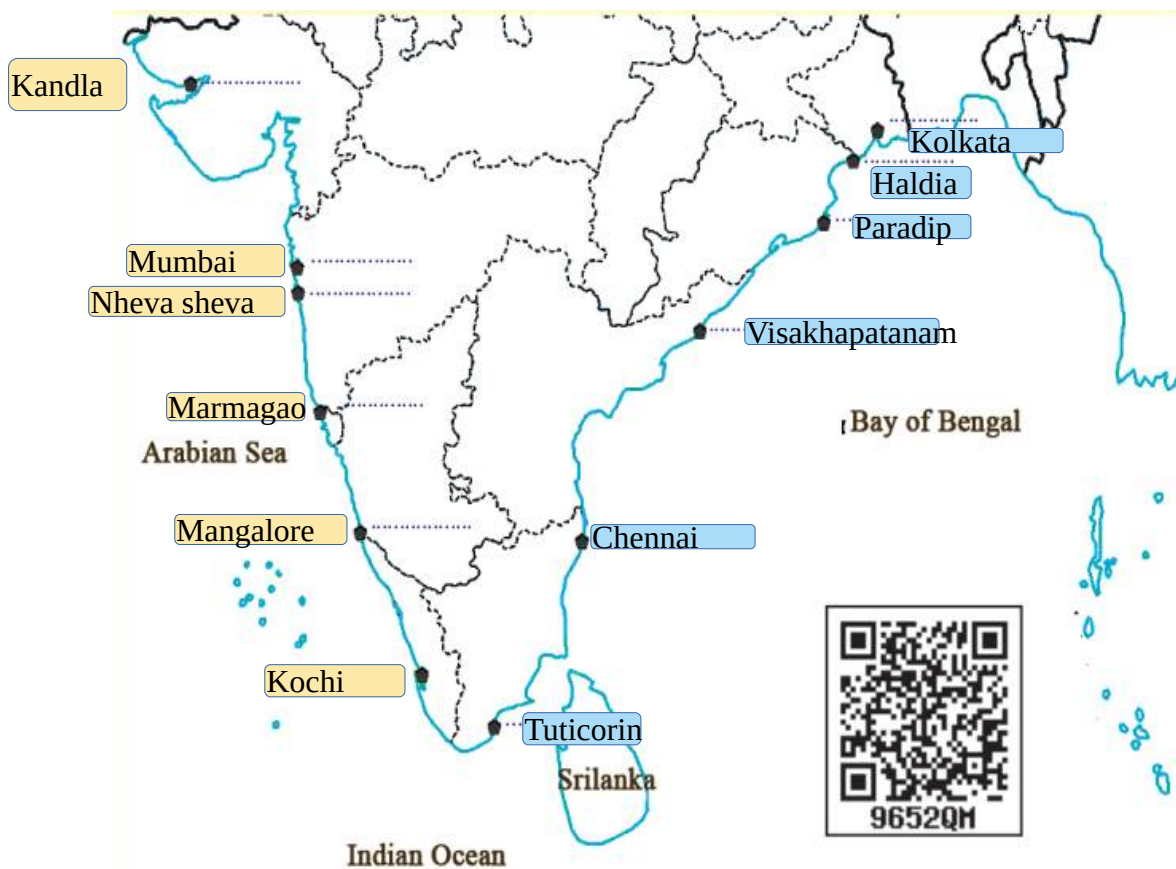 Kandla
Kolkata
Haldia
Paradip
Mumbai
Nheva sheva
Visakhapatanam
Marmagao
Bay of Bengal
Arabian Sea
Mangalore
Chennai
Kochi
Tuticorin
Srilanka
9652QM
Indian Ocean